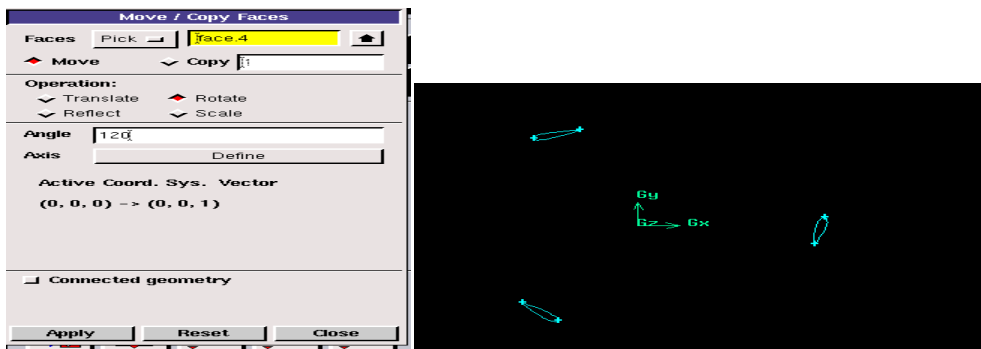 Move / Copy Faces
Faces Pick face.4
Move Copy 1
Operation:
Translate Rotate
Reflect Scale
Angle 120
Axis Define
Active Coord. Sys. Vector
(0, 0, 0) -> (0, 0, 1)
Connected geometry
Apply Reset Close
Gy
Gz Gx